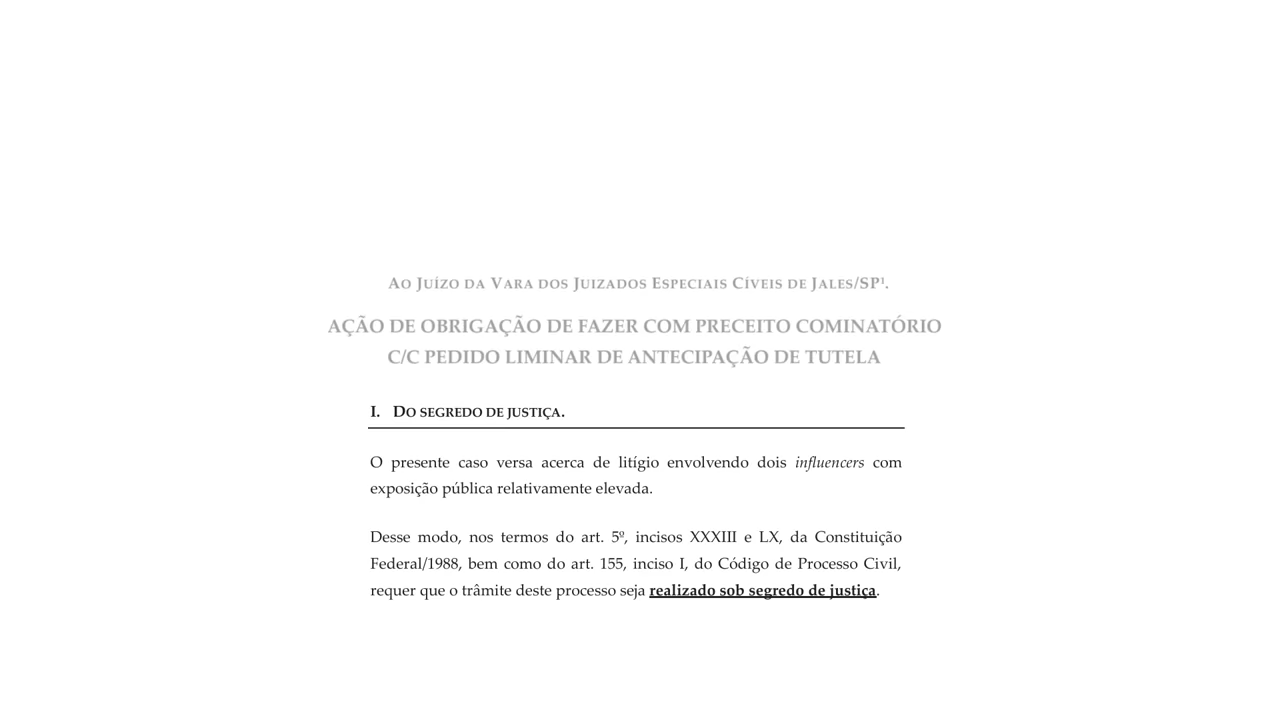 Ao Juízo da Vara dos Juizados Especiais Cíveis de Jales/SP¹.
AÇÃO DE OBRIGAÇÃO DE FAZER COM PRECEITO COMINATÓRIO
C/C PEDIDO LIMINAR DE ANTECIPAÇÃO DE TUTELA
I. Do segredo de justiça.
O presente caso versa acerca de litígio envolvendo dois influencers com
exposição pública relativamente elevada.
Desse modo, nos termos do art. 5º, incisos XXXIII e LX, da Constituição
Federal/1988, bem como do art. 155, inciso I, do Código de Processo Civil,
requer que o trâmite deste processo seja realizado sob segredo de justiça.